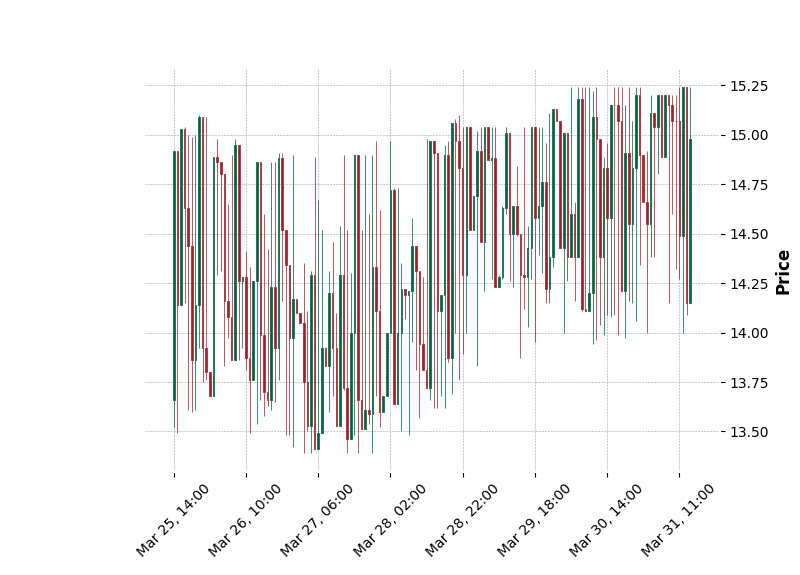 15.25
15.00
14.75
14.50
14.25
14.00
13.75
13.50
Price
Mar 25, 14:00
Mar 26, 10:00
Mar 27, 06:00
Mar 28, 02:00
Mar 28, 22:00
Mar 29, 18:00
Mar 30, 14:00
Mar 31, 11:00